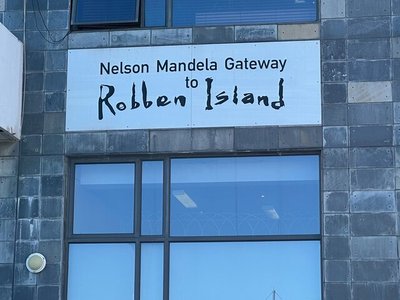 Nelson Mandela Gateway
to
Robben Island